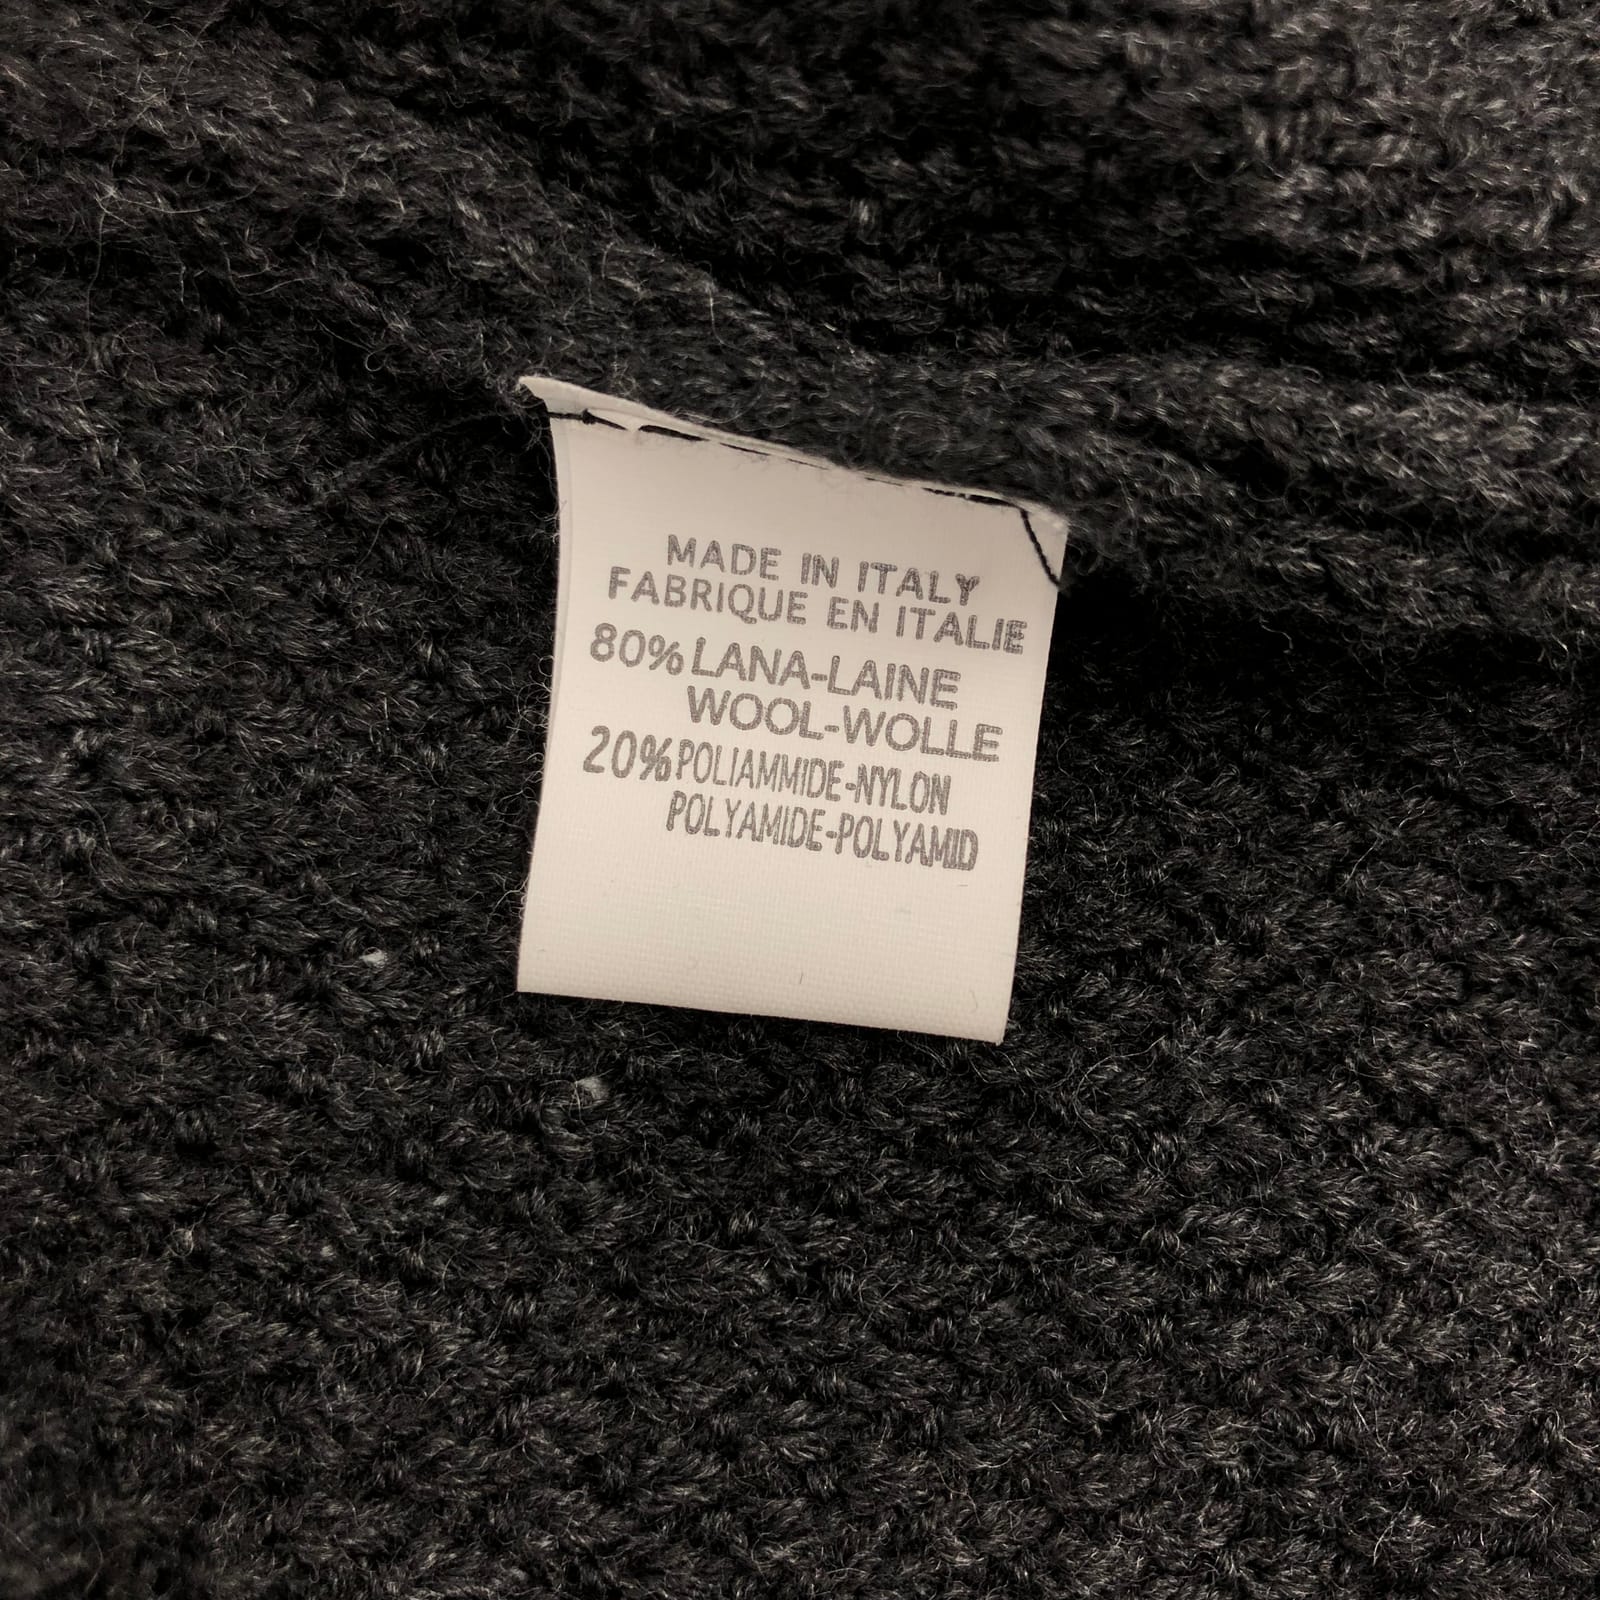 MADE IN ITALY
FABRIQUE EN ITALIE
80% LANA-LAINE
WOOL-WOLLE
20% POLIAMMIDE-NYLON
POLYAMIDE-POLYAMID